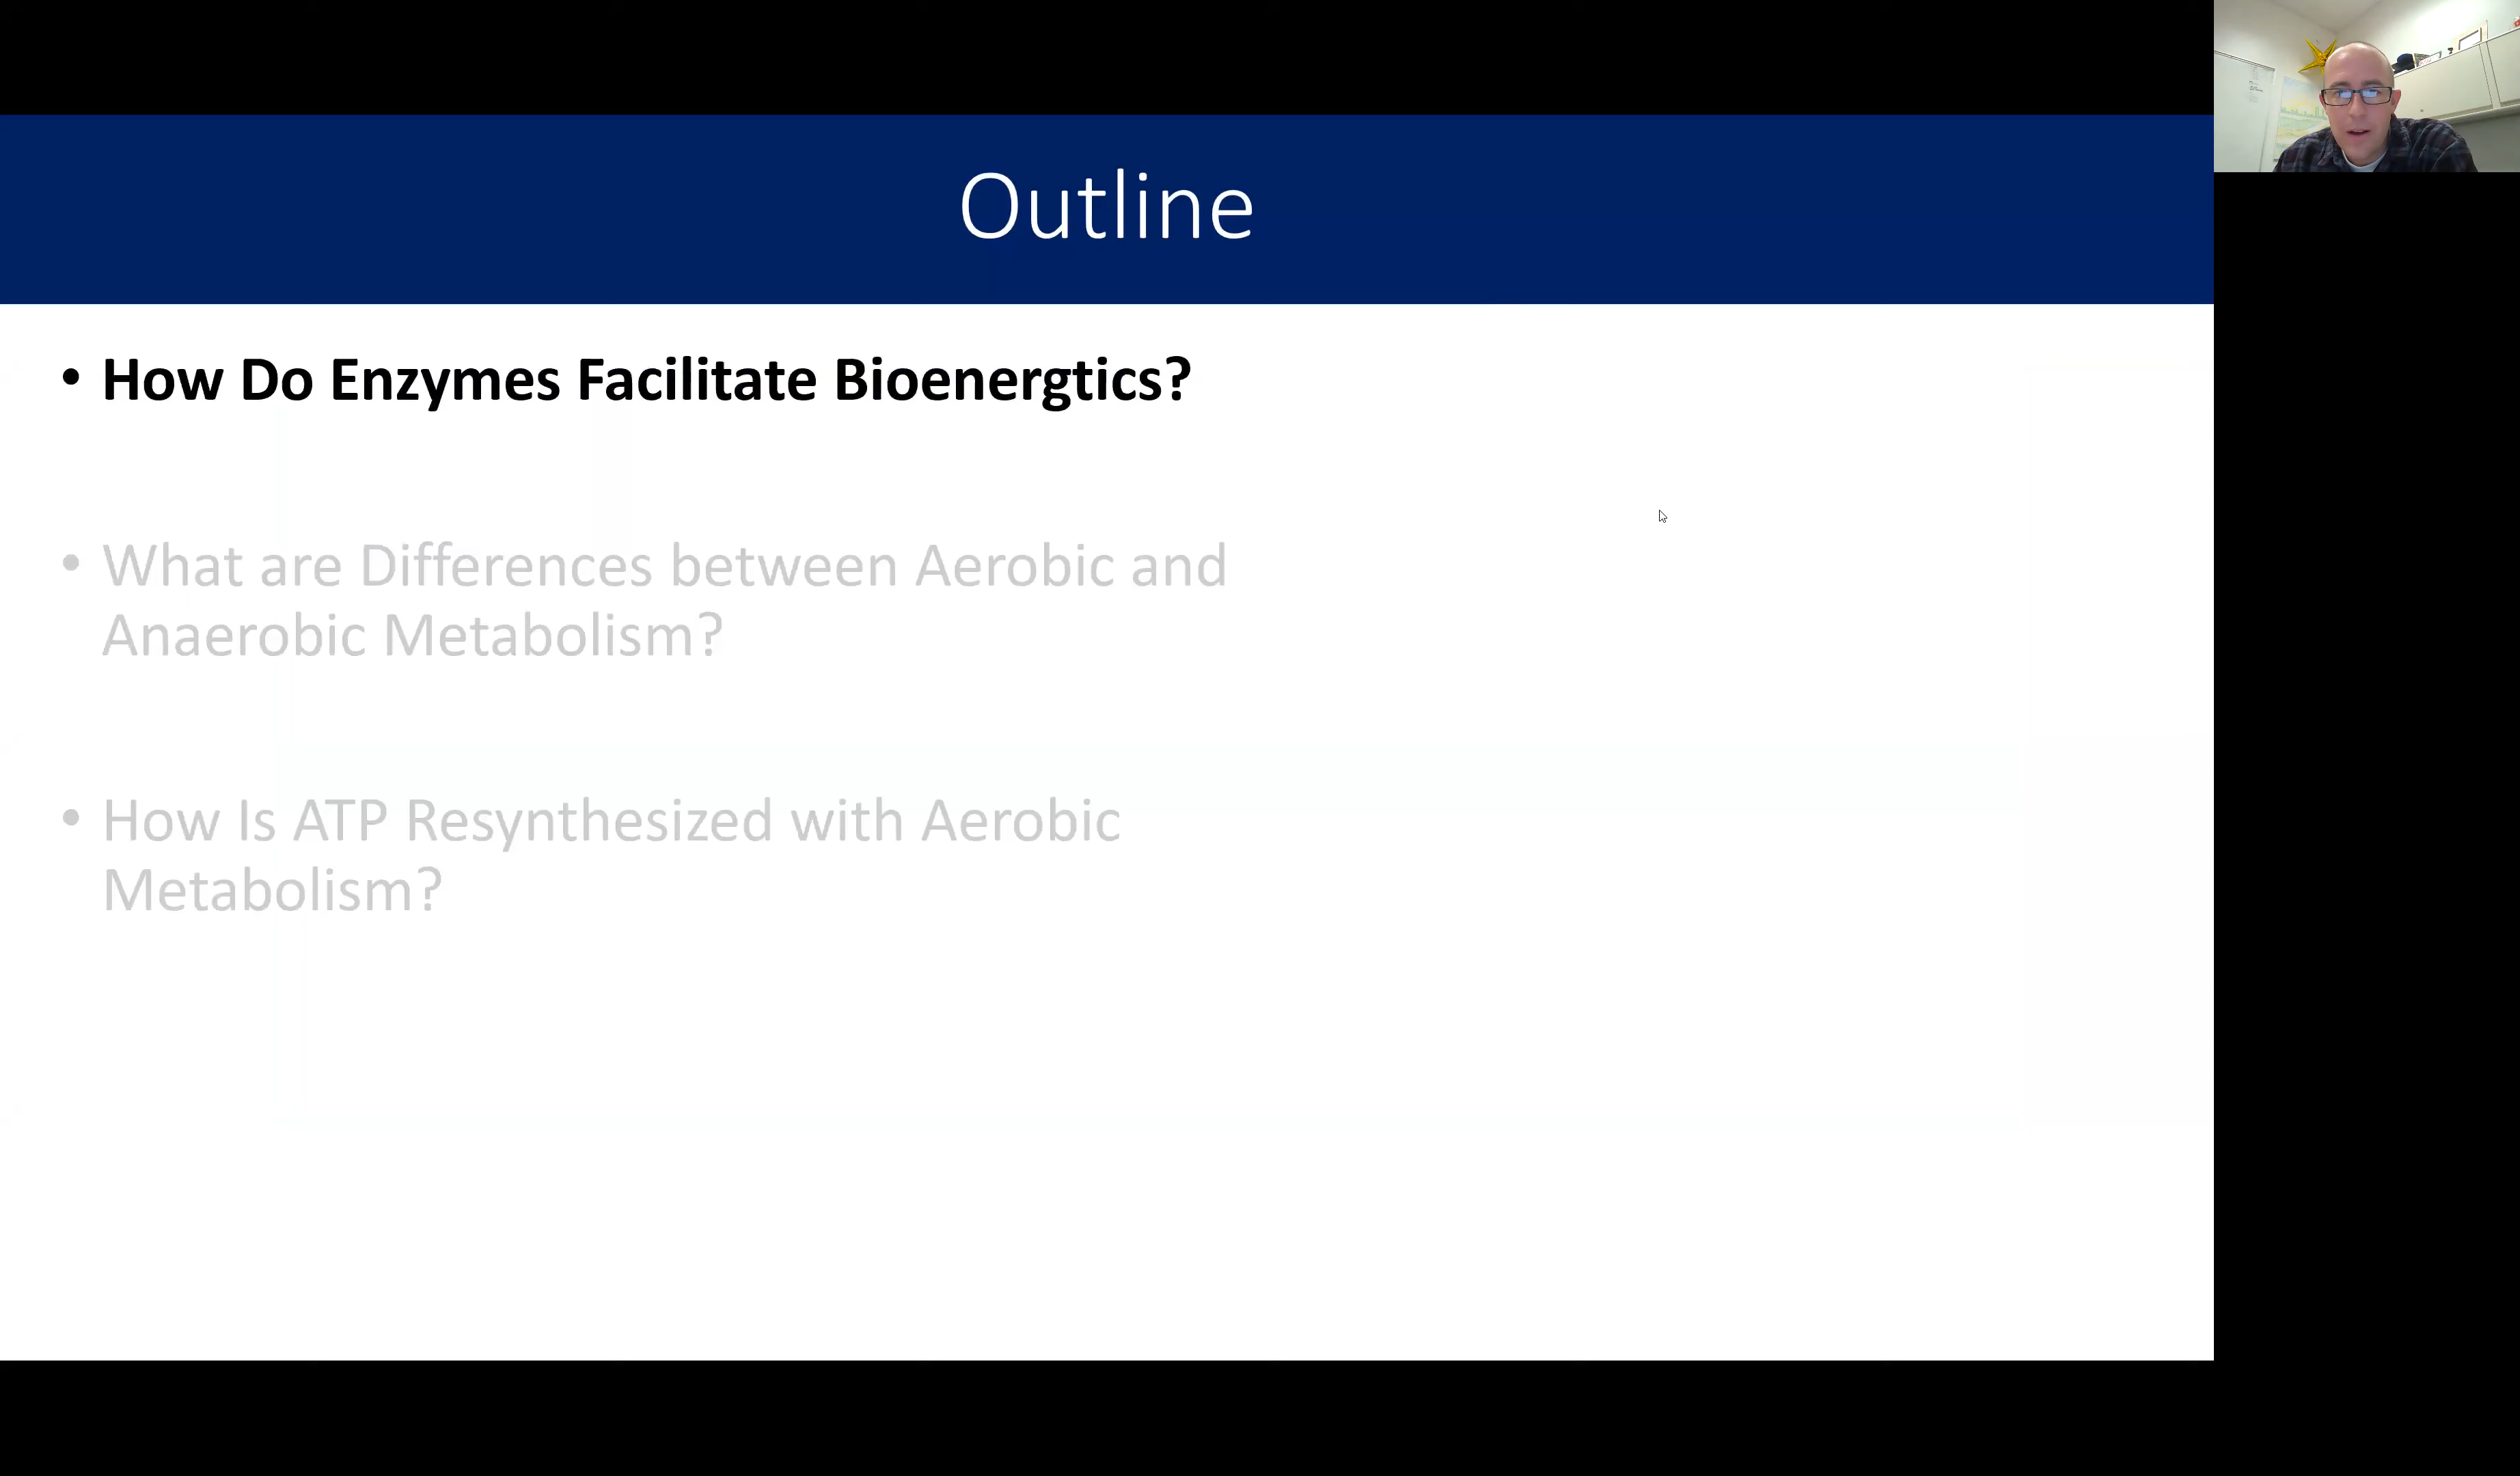 Outline
• How Do Enzymes Facilitate Bioenergtics?
• What are Differences between Aerobic and
Anaerobic Metabolism?
• How Is ATP Resynthesized with Aerobic
Metabolism?